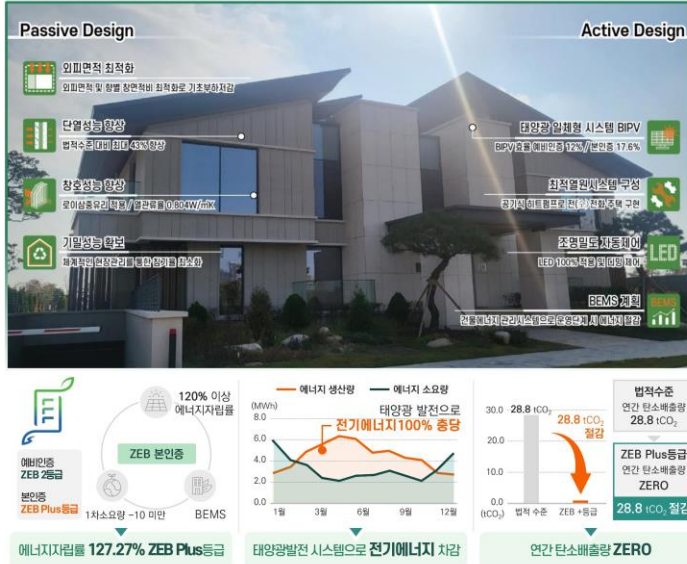 Passive Design
Active Design
외피면적 최적화
외피면적 및 향별 창면적비 최적화로 기초부하저감
단열성능 향상
법적수준 대비 최대 43% 향상
창호성능 향상
로이삼중유리 적용 / 열관류율 0.804W/㎡K
기밀성능 확보
체계적인 현장관리를 통한 침기율 최소화
태양광 일체형 시스템 BIPV
BIPV 효율 예비인증 12% / 본인증 17.6%
최적열원시스템 구성
공기식 히트펌프로 전(全)전화 주택 구현
조명밀도 자동제어
LED 100% 적용 및 디밍 제어
LED
BEMS 계획
건물에너지 관리시스템으로 운영단계 시 에너지 절감
BEMS
예비인증
ZEB 2등급
본인증
ZEB Plus등급
120% 이상
에너지자립률
ZEB 본인증
1차소요량 -10 미만
BEMS
에너지자립률 127.27% ZEB Plus등급
에너지 생산량
에너지 소요량
(MWh)
태양광 발전으로
전기에너지100% 충당
8.0
6.0
4.0
2.0
0.0
1월
3월
6월
9월
12월
태양광발전 시스템으로 전기에너지 차감
30.0
20.0
10.0
0.0
(tCO2)
28.8 tCO2
28.8 tCO2
절감
법적 수준
ZEB +등급
법적수준
연간 탄소배출량
28.8 tCO2
ZEB Plus등급
연간 탄소배출량
ZERO
28.8 tCO2 절감
연간 탄소배출량 ZERO